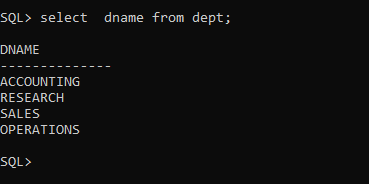 SQL> select  dname from dept;
DNAME
--------------
ACCOUNTING
RESEARCH
SALES
OPERATIONS
SQL>